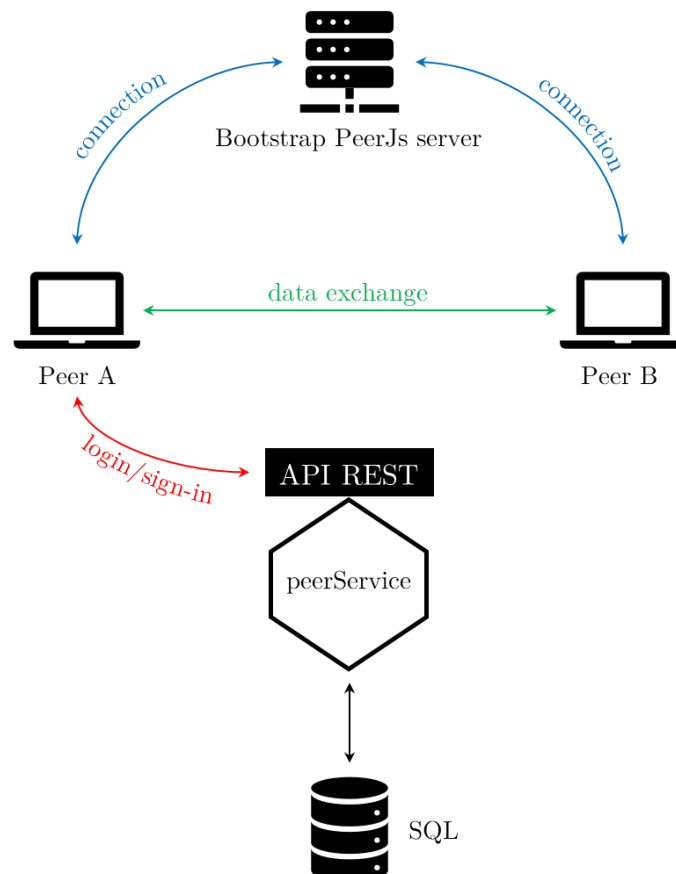 connection
connection
Bootstrap PeerJs server
data exchange
Peer A
Peer B
login/sign-in
API REST
peerService
SQL